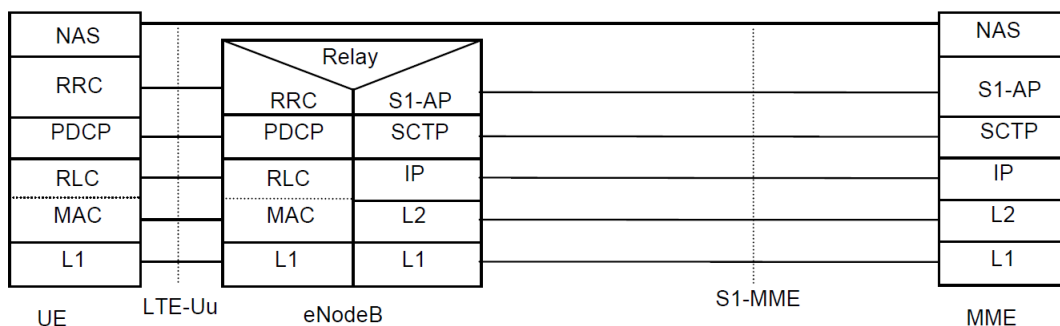 NAS
NAS
Relay
RRC
RRC
S1-AP
S1-AP
PDCP
PDCP
SCTP
SCTP
RLC
RLC
IP
IP
MAC
MAC
L2
L2
L1
L1
L1
L1
UE
LTE-Uu
eNodeB
S1-MME
MME